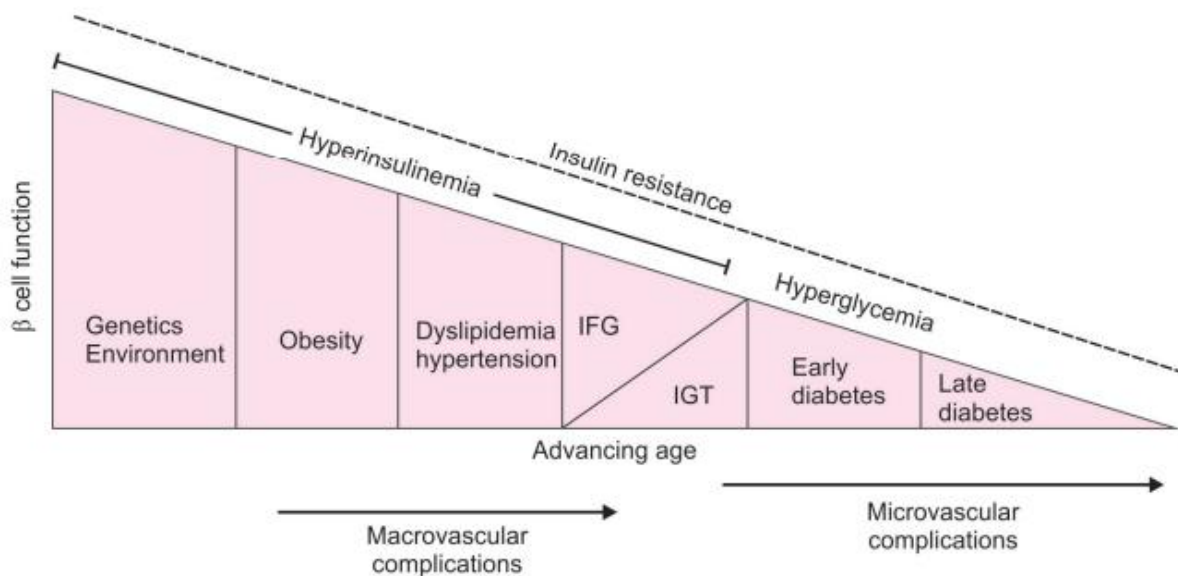 Insulin resistance
Hyperinsulinemia
Hyperglycemia
β cell function
Genetics
Environment
Obesity
Dyslipidemia
hypertension
IFG
IGT
Early
diabetes
Late
diabetes
Advancing age
Macrovascular
complications
Microvascular
complications